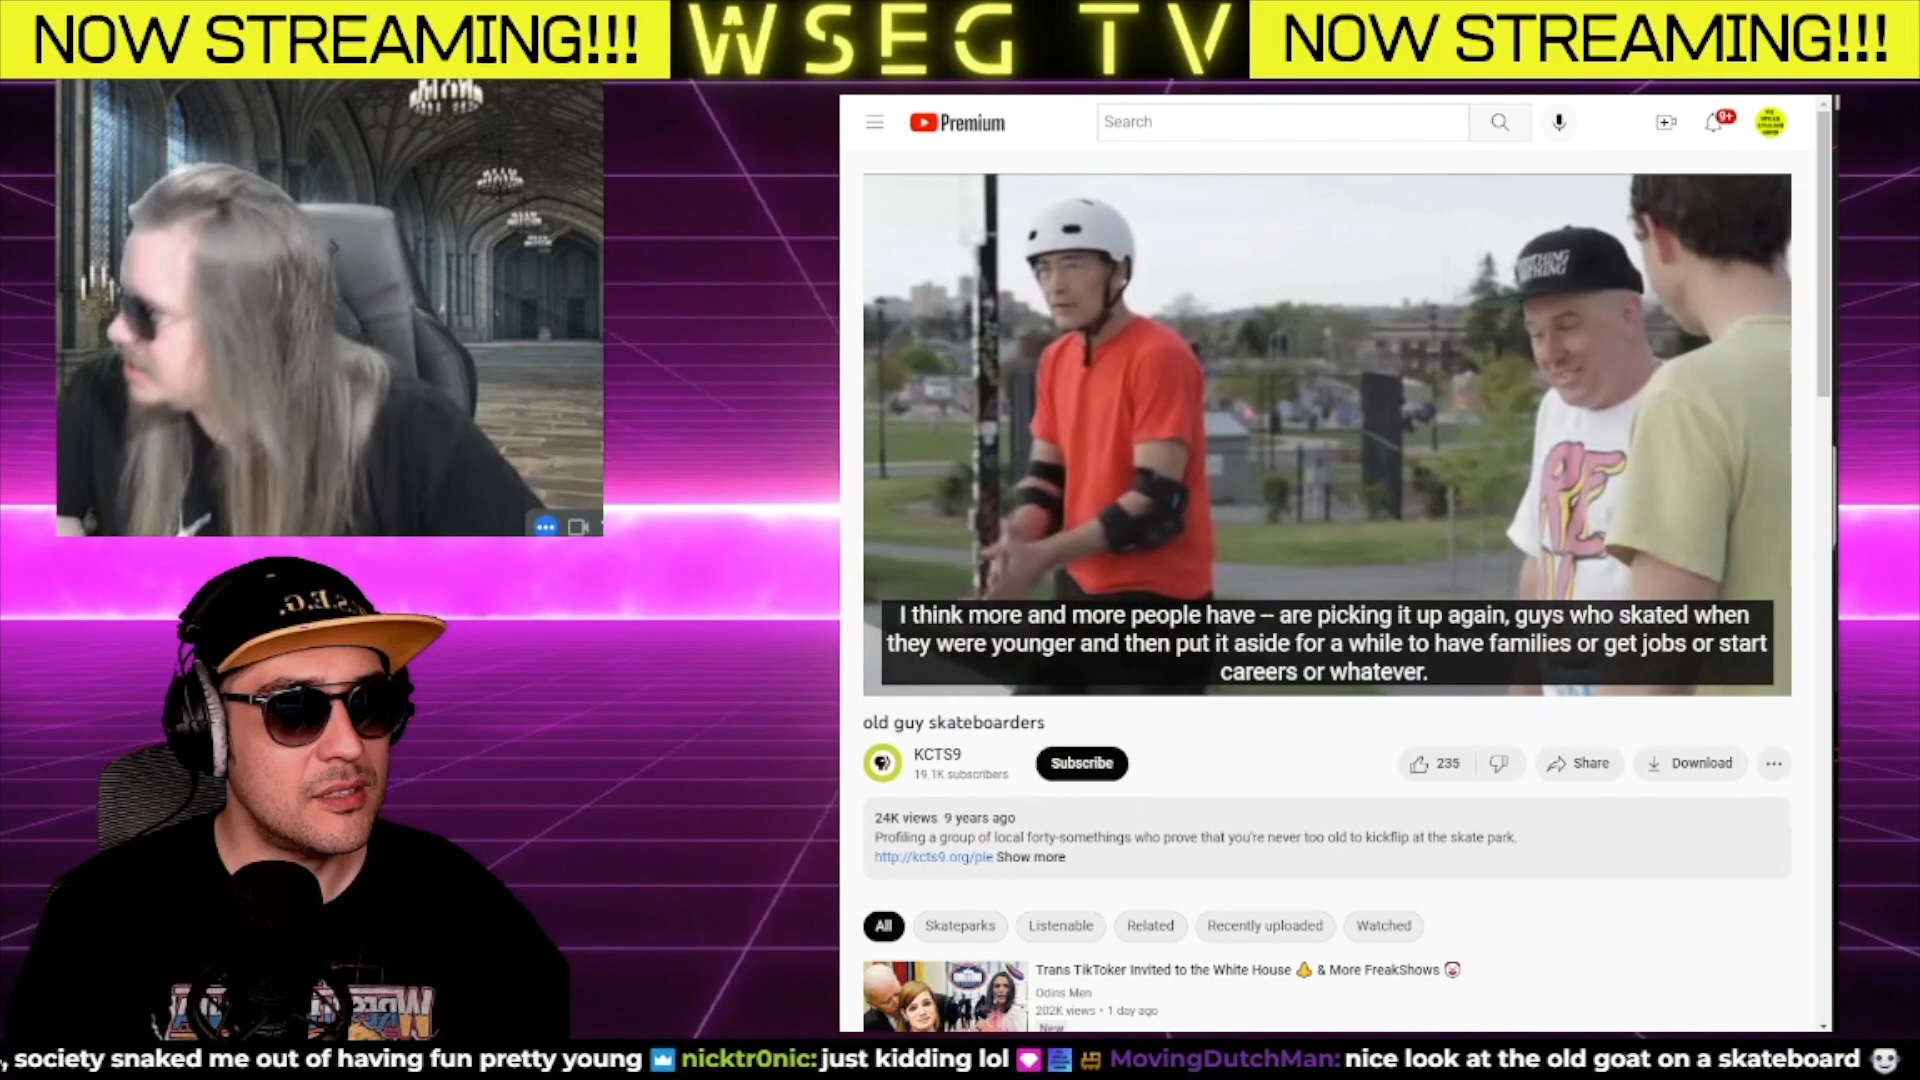 NOW STREAMING!!!
WSEG TV
NOW STREAMING!!!
Premium
Search
9+
I think more and more people have -- are picking it up again, guys who skated when
they were younger and then put it aside for a while to have families or get jobs or start
careers or whatever.
old guy skateboarders
KCTS9
19.1K subscribers
Subscribe
235
Share
Download
24K views 9 years ago
Profiling a group of local forty-somethings who prove that you're never too old to kickflip at the skate park.
http://kcts9.org/pie Show more
All
Skateparks
Listenable
Related
Recently uploaded
Watched
Trans TikToker Invited to the White House & More FreakShows
Odins Men
202K views • 1 day ago
New
, society snaked me out of having fun pretty young nicktr0nic: just kidding lol MovingDutchMan: nice look at the old goat on a skateboard